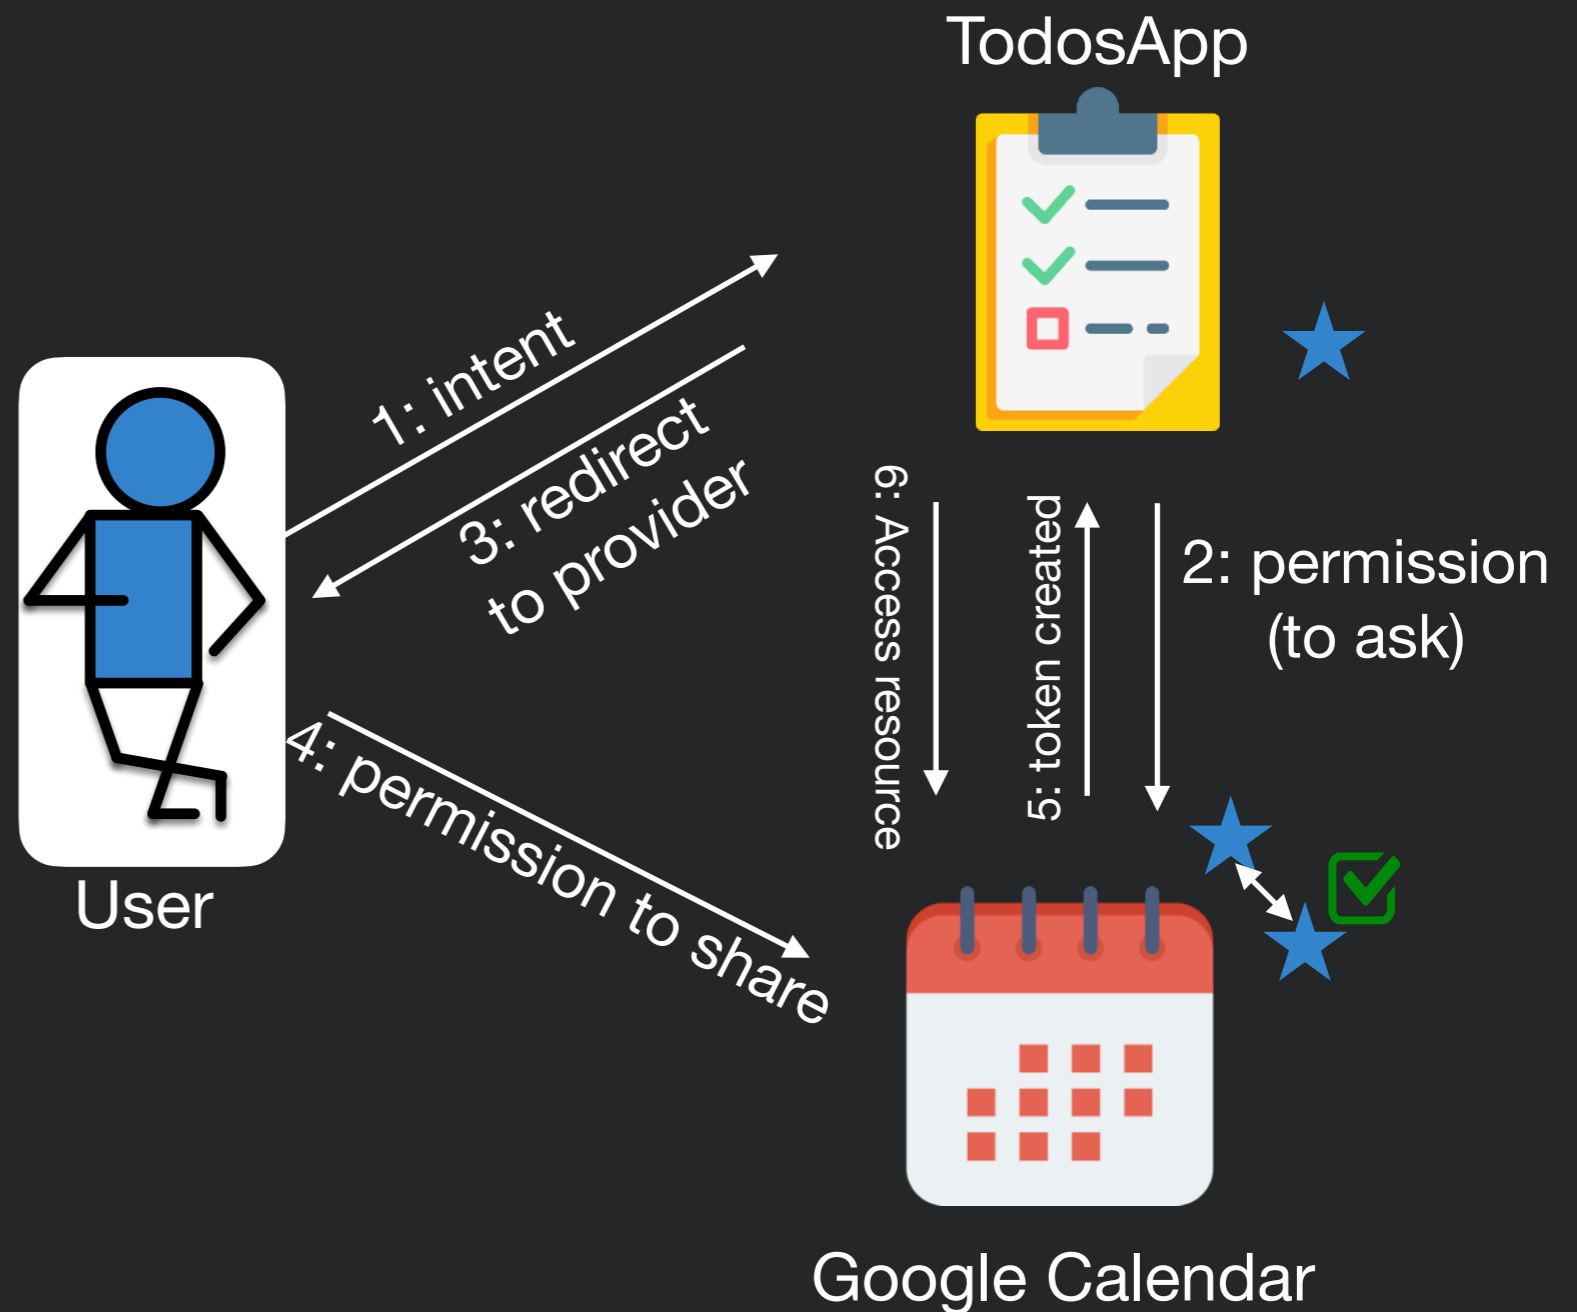 TodosApp
1: intent
3: redirect
to provider
6: Access resource
5: token created
2: permission
(to ask)
4: permission to share
User
Google Calendar